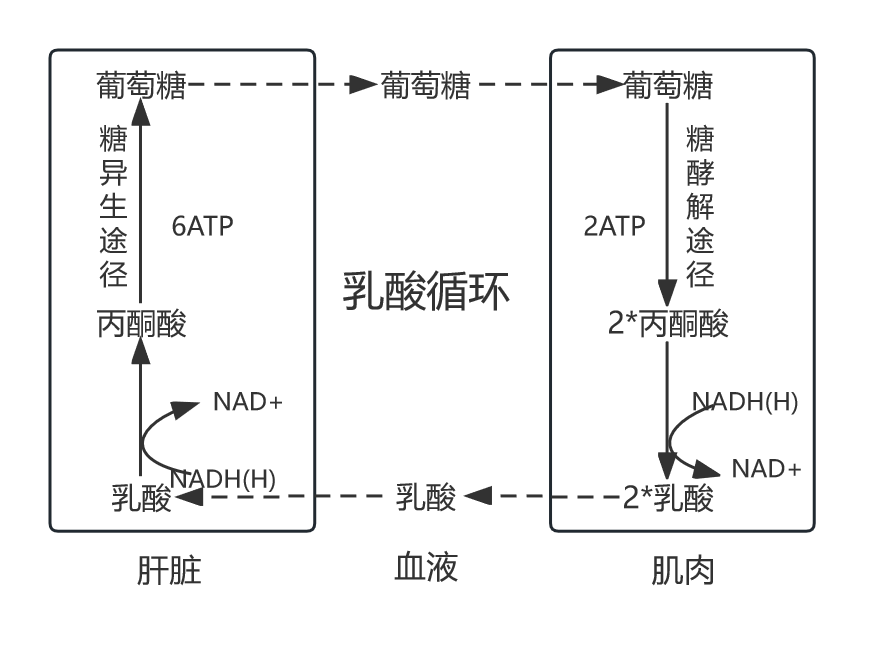 葡萄糖
葡萄糖
葡萄糖
糖异生途径
6ATP
2ATP
糖酵解途径
乳酸循环
丙酮酸
2*丙酮酸
NAD+
NADH(H)
NADH(H)
NAD+
乳酸
乳酸
2*乳酸
肝脏
血液
肌肉